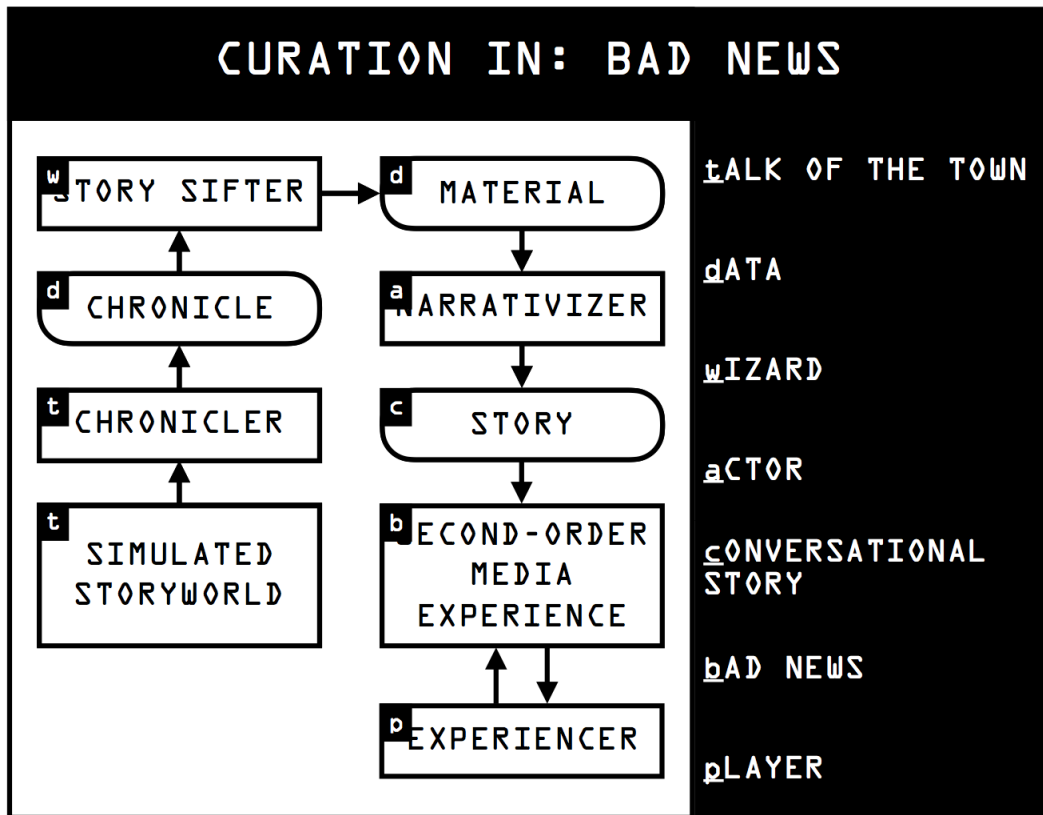 CURATION IN: BAD NEWS
w
STORY SIFTER
d
CHRONICLE
t
CHRONICLER
t
SIMULATED
STORYWORLD
d
MATERIAL
a
NARRATIVIZER
c
STORY
b
SECOND-ORDER
MEDIA
EXPERIENCE
p
EXPERIENCER
tALK OF THE TOWN
dATA
wIZARD
aCTOR
cONVERSATIONAL
STORY
bAD NEWS
pLAYER